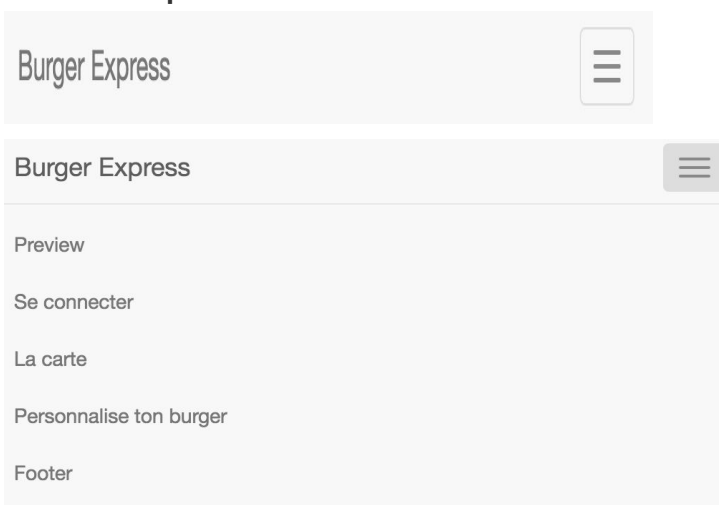 Burger Express
Burger Express
Preview
Se connecter
La carte
Personnalise ton burger
Footer